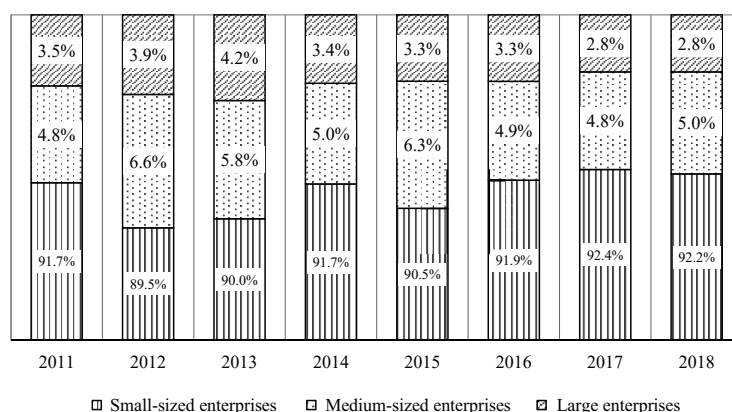 3.5% 3.9% 4.2% 3.4% 3.3% 3.3% 2.8% 2.8%
4.8% 6.6% 5.8% 5.0% 6.3% 4.9% 4.8% 5.0%
91.7% 89.5% 90.0% 91.7% 90.5% 91.9% 92.4% 92.2%
2011 2012 2013 2014 2015 2016 2017 2018
Small-sized enterprises Medium-sized enterprises Large enterprises